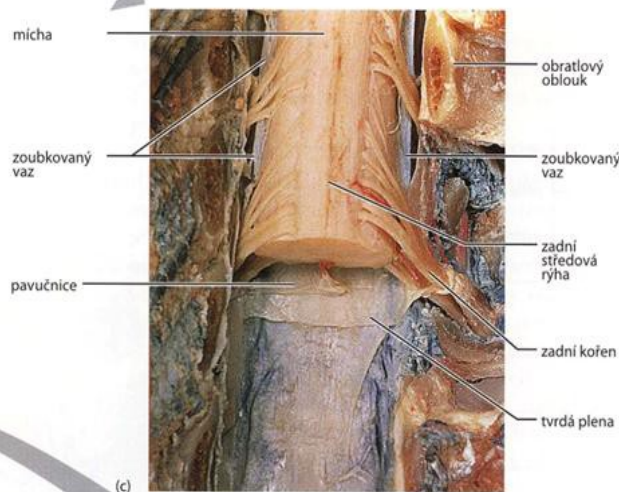 mícha
zoubkovaný
vaz
pavučnice
obratlový
oblouk
zoubkovaný
vaz
zadní
středová
rýha
zadní kořen
tvrdá plena
(c)